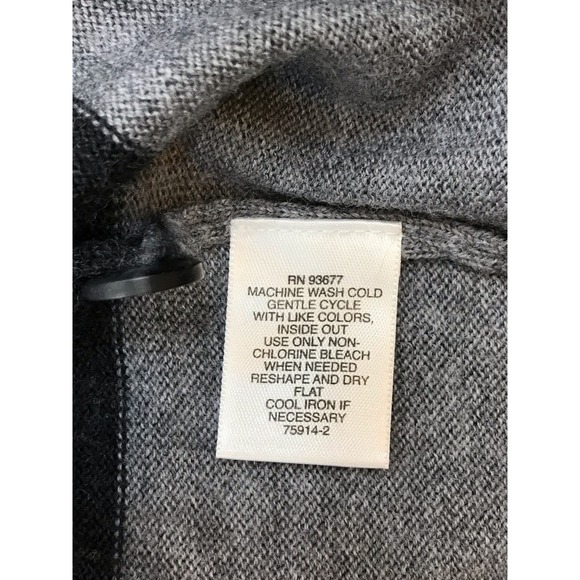 RN 93677
MACHINE WASH COLD
GENTLE CYCLE
WITH LIKE COLORS,
INSIDE OUT
USE ONLY NON-
CHLORINE BLEACH
WHEN NEEDED
RESHAPE AND DRY
FLAT
COOL IRON IF
NECESSARY
75914-2